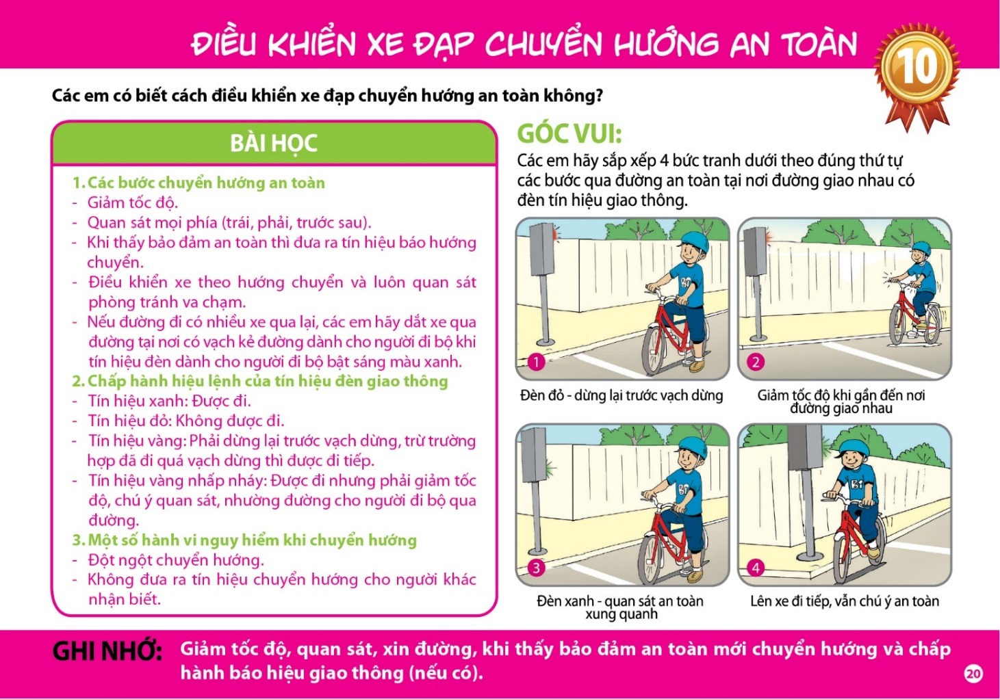 ĐIỀU KHIỂN XE ĐẠP CHUYỂN HƯỚNG AN TOÀN
10
Các em có biết cách điều khiển xe đạp chuyển hướng an toàn không?
BÀI HỌC
1. Các bước chuyển hướng an toàn
- Giảm tốc độ.
- Quan sát mọi phía (trái, phải, trước sau).
- Khi thấy bảo đảm an toàn thì đưa ra tín hiệu báo hướng
chuyển.
- Điều khiển xe theo hướng chuyển và luôn quan sát
phòng tránh va chạm.
- Nếu đường đi có nhiều xe qua lại, các em hãy dắt xe qua
đường tại nơi có vạch kẻ đường dành cho người đi bộ khi
tín hiệu đèn dành cho người đi bộ bật sáng màu xanh.
2. Chấp hành hiệu lệnh của tín hiệu đèn giao thông
- Tín hiệu xanh: Được đi.
- Tín hiệu đỏ: Không được đi.
- Tín hiệu vàng: Phải dừng lại trước vạch dừng, trừ trường
hợp đã đi quá vạch dừng thì được đi tiếp.
- Tín hiệu vàng nhấp nháy: Được đi nhưng phải giảm tốc
độ, chú ý quan sát, nhường đường cho người đi bộ qua
đường.
3. Một số hành vi nguy hiểm khi chuyển hướng
- Đột ngột chuyển hướng.
- Không đưa ra tín hiệu chuyển hướng cho người khác
nhận biết.
GÓC VUI:
Các em hãy sắp xếp 4 bức tranh dưới theo đúng thứ tự
các bước qua đường an toàn tại nơi đường giao nhau có
đèn tín hiệu giao thông.
B1
1
Đèn đỏ - dừng lại trước vạch dừng
2
Giảm tốc độ khi gần đến nơi
đường giao nhau
B1
3
Đèn xanh - quan sát an toàn
xung quanh
B1
4
Lên xe đi tiếp, vẫn chú ý an toàn
GHI NHỚ:
Giảm tốc độ, quan sát, xin đường, khi thấy bảo đảm an toàn mới chuyển hướng và chấp
hành báo hiệu giao thông (nếu có).
20